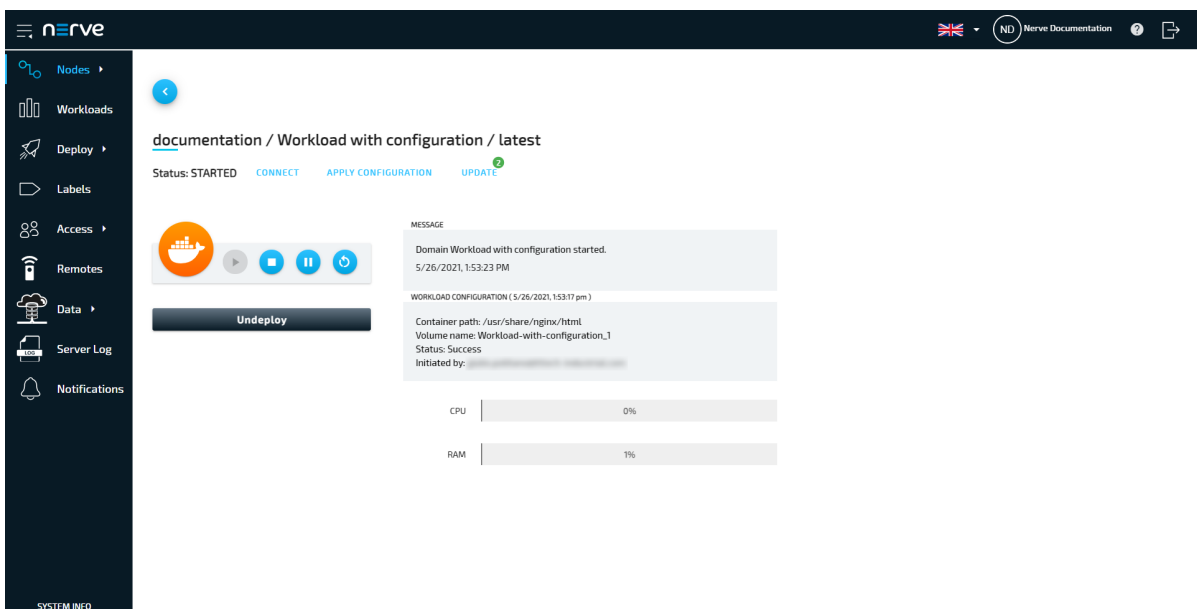 nerve
ND Nerve Documentation ?
Nodes
Workloads
Deploy
Labels
Access
Remotes
Data
LOG Server Log
Notifications
SYSTEM INFO
documentation / Workload with configuration / latest
Status: STARTED CONNECT APPLY CONFIGURATION UPDATE 2
Undeploy
MESSAGE
Domain Workload with configuration started.
5/26/2021, 1:53:23 PM
WORKLOAD CONFIGURATION ( 5/26/2021, 1:53:17 pm )
Container path: /usr/share/nginx/html
Volume name: Workload-with-configuration_1
Status: Success
Initiated by:
CPU 0%
RAM 1%